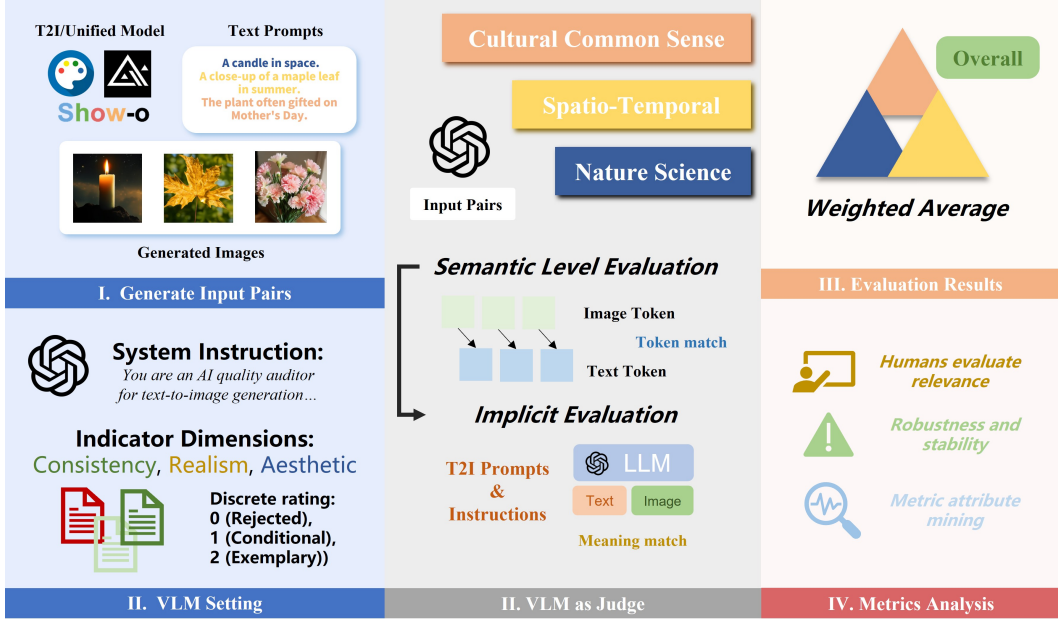 T2I/Unified Model
Show-o
Text Prompts
A candle in space.
A close-up of a maple leaf
in summer.
The plant often gifted on
Mother's Day.
Generated Images
I. Generate Input Pairs
System Instruction:
You are an AI quality auditor
for text-to-image generation…
Indicator Dimensions:
Consistency, Realism, Aesthetic
Discrete rating:
0 (Rejected),
1 (Conditional),
2 (Exemplary))
II. VLM Setting
Cultural Common Sense
Spatio-Temporal
Nature Science
Input Pairs
Semantic Level Evaluation
Image Token
Token match
Text Token
Implicit Evaluation
T2I Prompts
&
Instructions
LLM
Text
Image
Meaning match
II. VLM as Judge
Overall
Weighted Average
III. Evaluation Results
Humans evaluate
relevance
Robustness and
stability
Metric attribute
mining
IV. Metrics Analysis